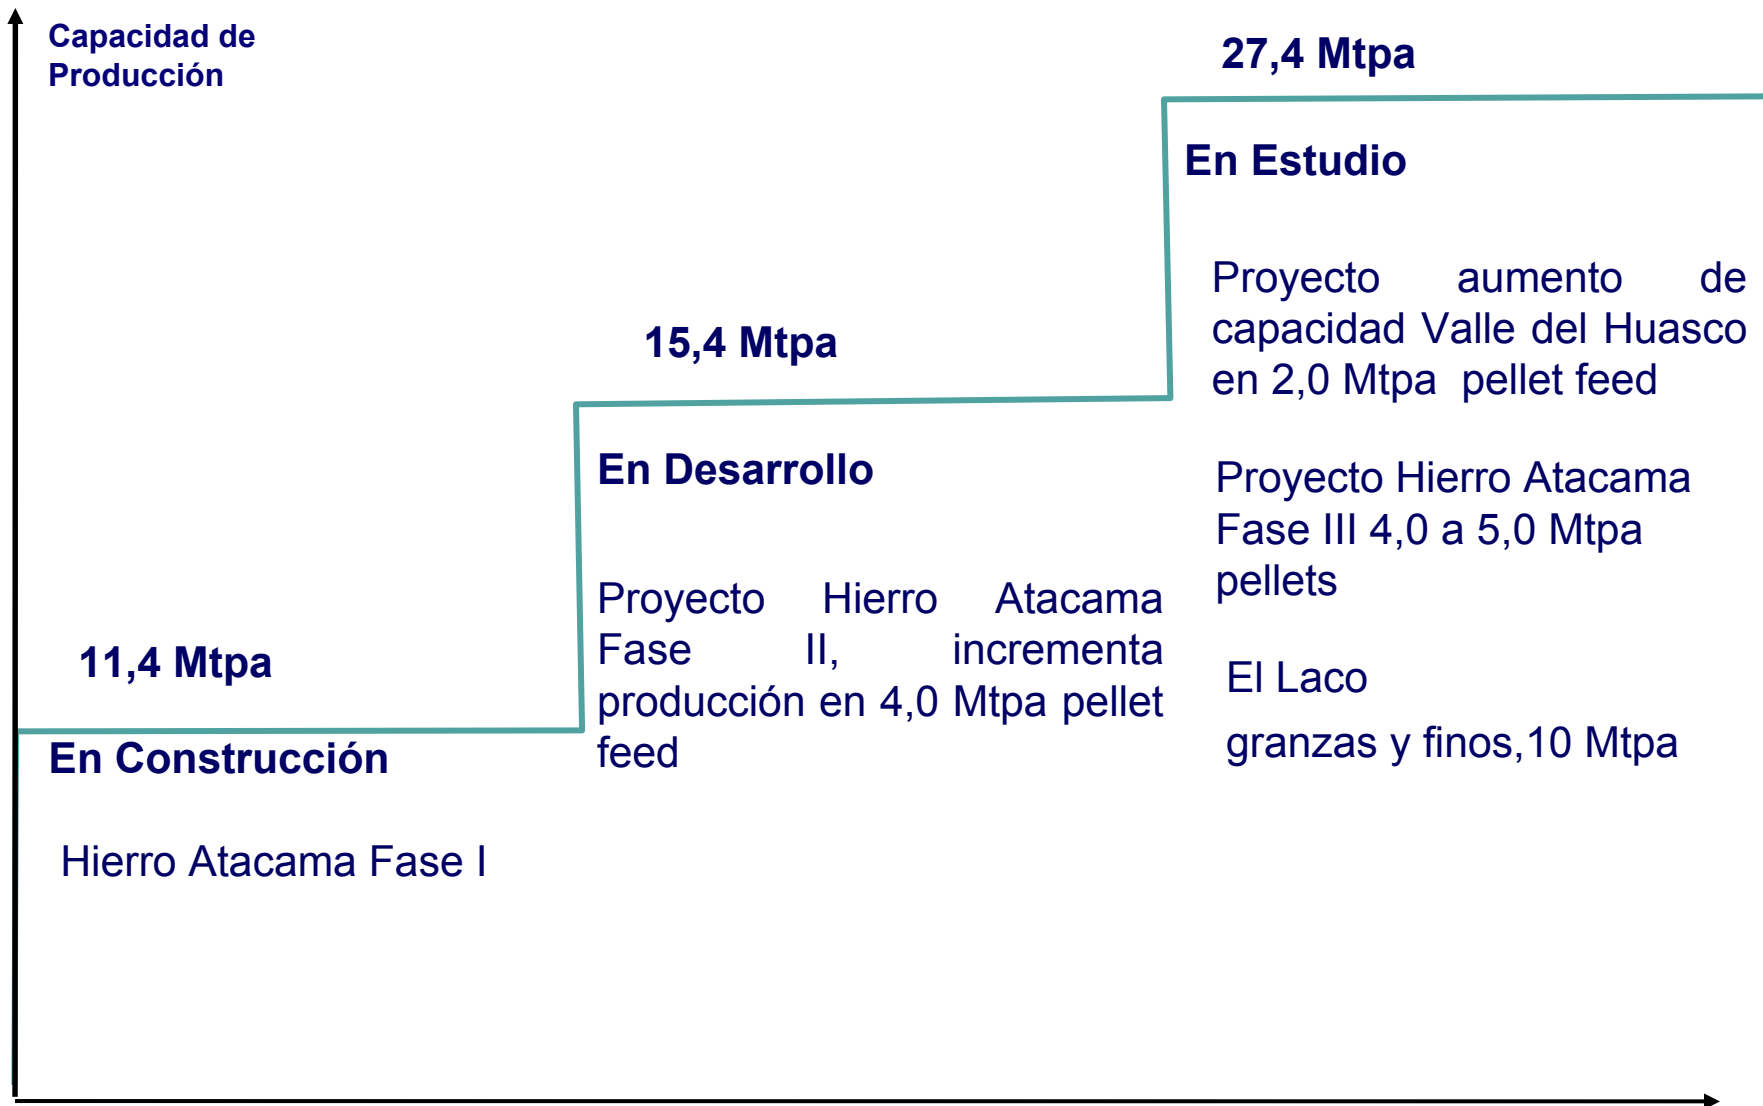 Capacidad de
Producción
27,4 Mtpa
En Estudio
Proyecto aumento de
capacidad Valle del Huasco
en 2,0 Mtpa pellet feed
Proyecto Hierro Atacama
Fase III 4,0 a 5,0 Mtpa
pellets
El Laco
granzas y finos,10 Mtpa
15,4 Mtpa
En Desarrollo
Proyecto Hierro Atacama
Fase II, incrementa
producción en 4,0 Mtpa pellet
feed
11,4 Mtpa
En Construcción
Hierro Atacama Fase I